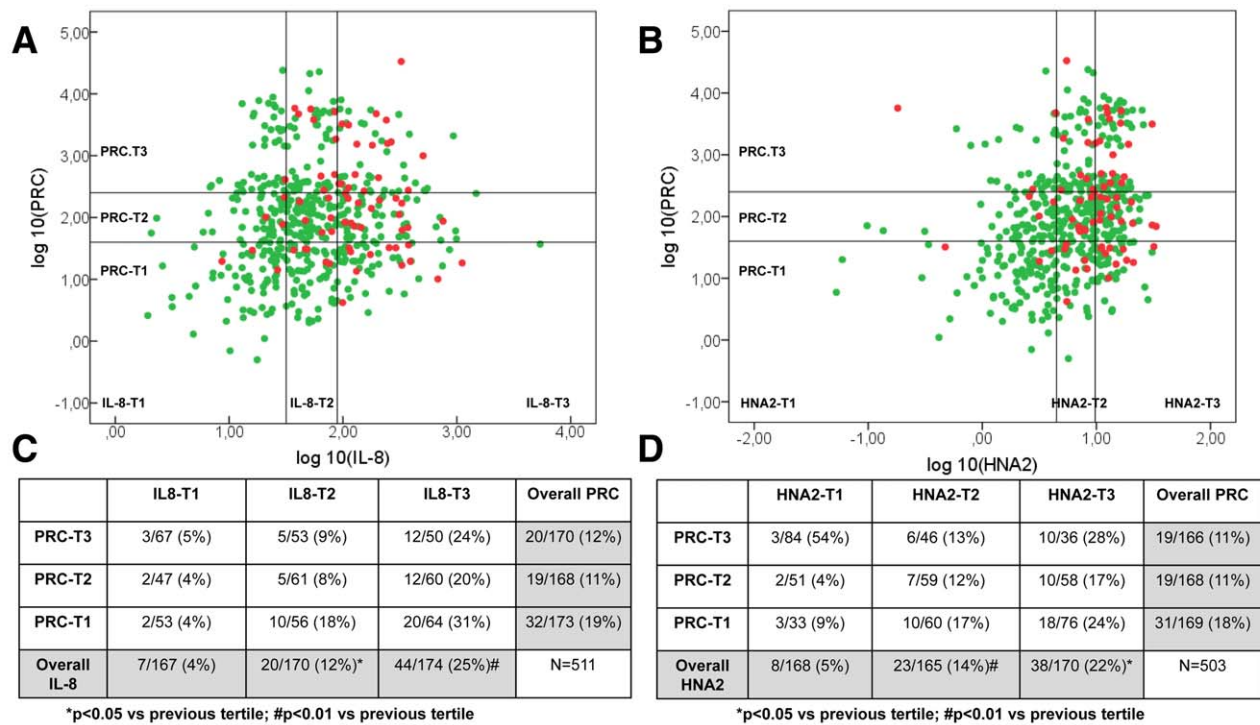 A
5,00
4,00
3,00
2,00
1,00
,00
-1,00
log 10(PRC)
PRC.T3
PRC-T2
PRC-T1
IL-8-T1
IL-8-T2
IL-8-T3
,00
1,00
2,00
3,00
4,00
log 10(IL-8)
B
5,00
4,00
3,00
2,00
1,00
,00
-1,00
log 10(PRC)
PRC.T3
PRC-T2
PRC-T1
HNA2-T1
HNA2-T2
HNA2-T3
-2,00
-1,00
,00
1,00
2,00
log 10(HNA2)
C
IL8-T1 IL8-T2 IL8-T3 Overall PRC
PRC-T3 3/67 (5%) 5/53 (9%) 12/50 (24%) 20/170 (12%)
PRC-T2 2/47 (4%) 5/61 (8%) 12/60 (20%) 19/168 (11%)
PRC-T1 2/53 (4%) 10/56 (18%) 20/64 (31%) 32/173 (19%)
Overall
IL-8 7/167 (4%) 20/170 (12%)* 44/174 (25%)# N=511
*p<0.05 vs previous tertile; #p<0.01 vs previous tertile
D
HNA2-T1 HNA2-T2 HNA2-T3 Overall PRC
PRC-T3 3/84 (54%) 6/46 (13%) 10/36 (28%) 19/166 (11%)
PRC-T2 2/51 (4%) 7/59 (12%) 10/58 (17%) 19/168 (11%)
PRC-T1 3/33 (9%) 10/60 (17%) 18/76 (24%) 31/169 (18%)
Overall
HNA2 8/168 (5%) 23/165 (14%)# 38/170 (22%)* N=503
*p<0.05 vs previous tertile; #p<0.01 vs previous tertile